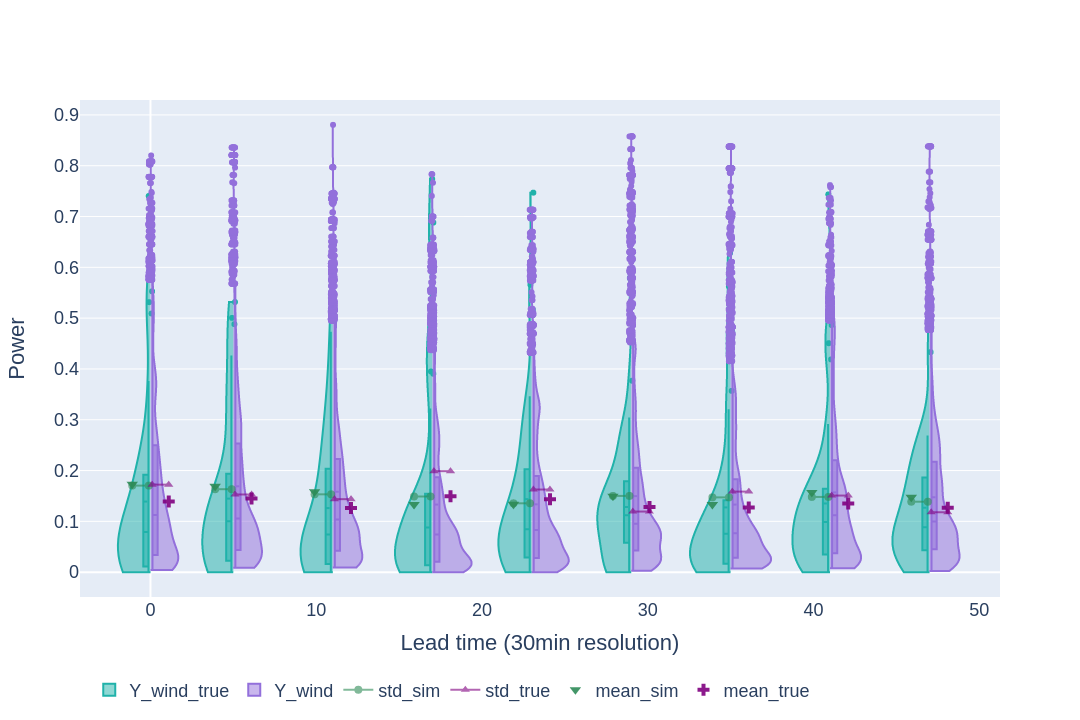 0.9
0.8
0.7
0.6
0.5
0.4
0.3
0.2
0.1
0
Power
0 10 20 30 40 50
Lead time (30min resolution)
Y_wind_true Y_wind std_sim std_true mean_sim mean_true